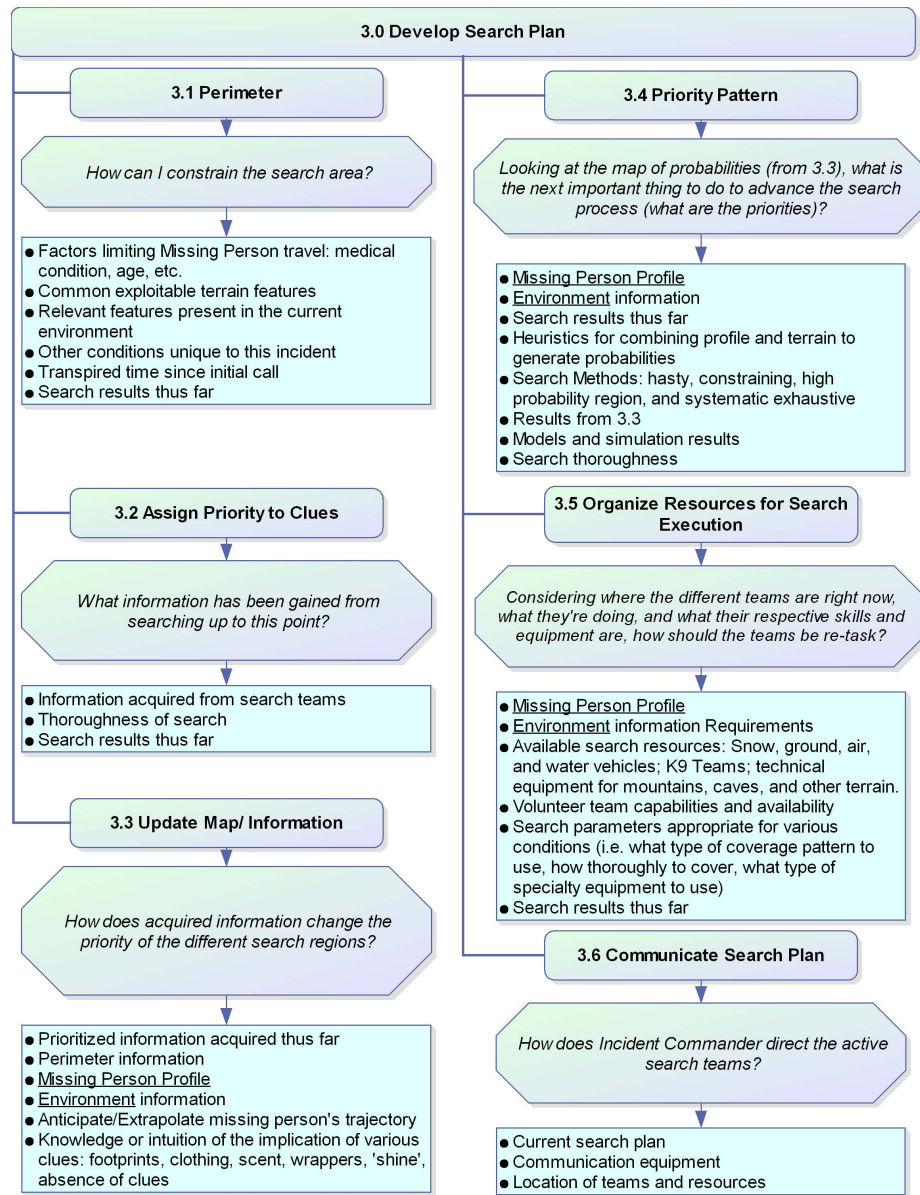 3.0 Develop Search Plan
3.1 Perimeter
How can I constrain the search area?
● Factors limiting Missing Person travel: medical
condition, age, etc.
● Common exploitable terrain features
● Relevant features present in the current
environment
● Other conditions unique to this incident
● Transpired time since initial call
● Search results thus far
3.2 Assign Priority to Clues
What information has been gained from
searching up to this point?
● Information acquired from search teams
● Thoroughness of search
● Search results thus far
3.3 Update Map/ Information
How does acquired information change the
priority of the different search regions?
● Prioritized information acquired thus far
● Perimeter information
● Missing Person Profile
● Environment information
● Anticipate/Extrapolate missing person's trajectory
● Knowledge or intuition of the implication of various
clues: footprints, clothing, scent, wrappers, 'shine',
absence of clues
3.4 Priority Pattern
Looking at the map of probabilities (from 3.3), what is
the next important thing to do to advance the search
process (what are the priorities)?
● Missing Person Profile
● Environment information
● Search results thus far
● Heuristics for combining profile and terrain to
generate probabilities
● Search Methods: hasty, constraining, high
probability region, and systematic exhaustive
● Results from 3.3
● Models and simulation results
● Search thoroughness
3.5 Organize Resources for Search
Execution
Considering where the different teams are right now,
what they're doing, and what their respective skills and
equipment are, how should the teams be re-task?
● Missing Person Profile
● Environment information Requirements
● Available search resources: Snow, ground, air,
and water vehicles; K9 Teams; technical
equipment for mountains, caves, and other terrain.
● Volunteer team capabilities and availability
● Search parameters appropriate for various
conditions (i.e. what type of coverage pattern to
use, how thoroughly to cover, what type of
specialty equipment to use)
● Search results thus far
3.6 Communicate Search Plan
How does Incident Commander direct the active
search teams?
● Current search plan
● Communication equipment
● Location of teams and resources